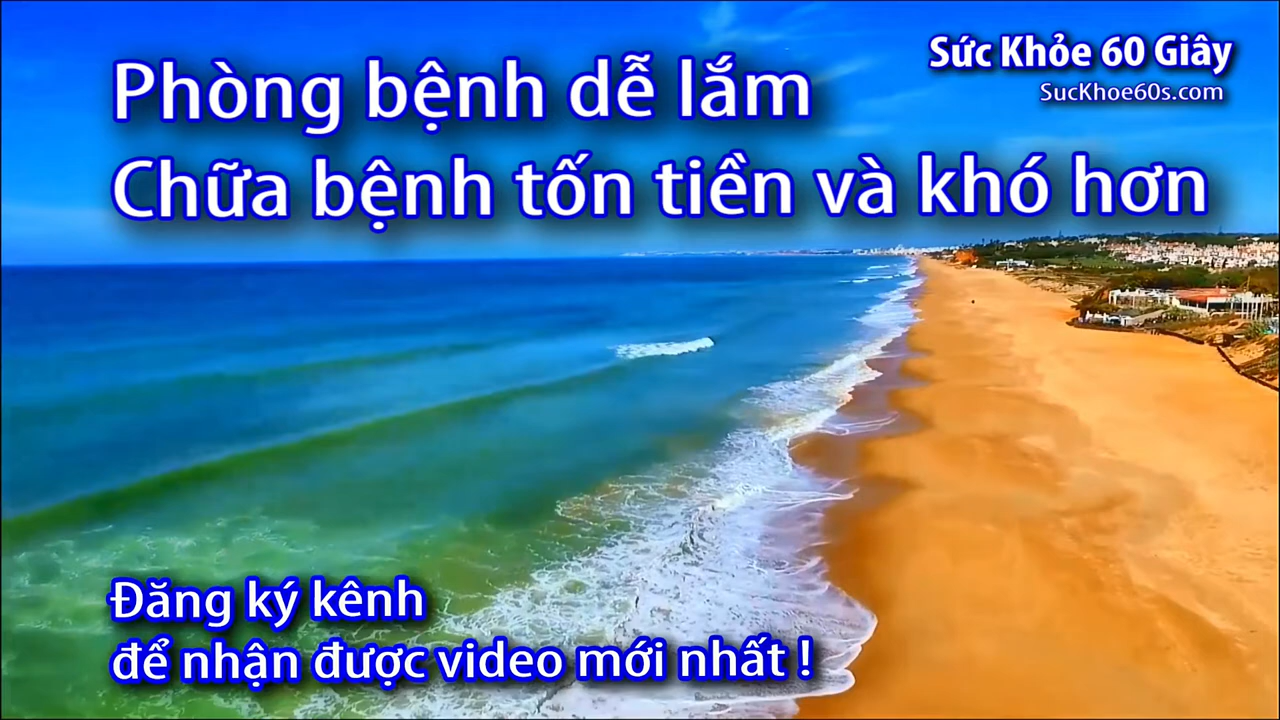 Sức Khỏe 60 Giây
SucKhoe60s.com
Phòng bệnh dễ lắm
Chữa bệnh tốn tiền và khó hơn
Đăng ký kênh
để nhận được video mới nhất !